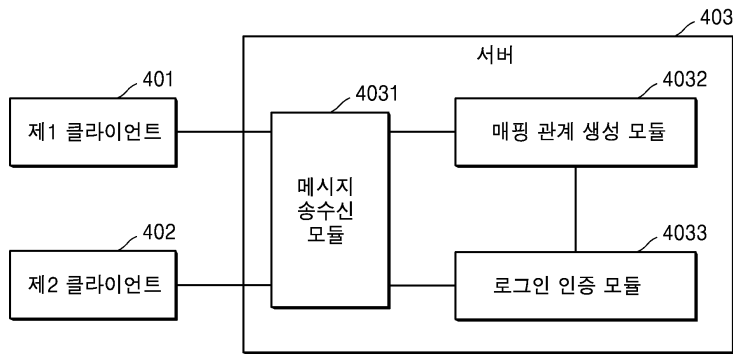 403
서버
401
제1 클라이언트
4031
메시지
송수신
모듈
4032
매핑 관계 생성 모듈
402
제2 클라이언트
4033
로그인 인증 모듈